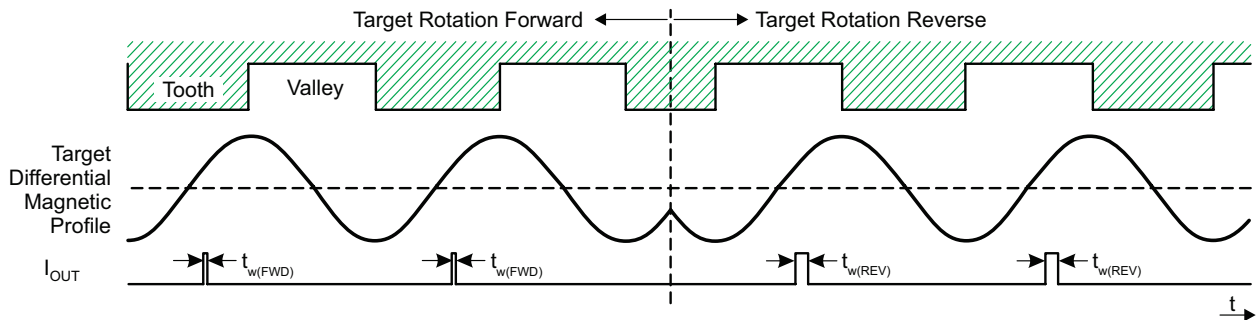 Target Rotation Forward
Target Rotation Reverse
Tooth
Valley
Target
Differential
Magnetic
Profile
IOUT
tw(FWD)
tw(FWD)
tw(REV)
tw(REV)
t